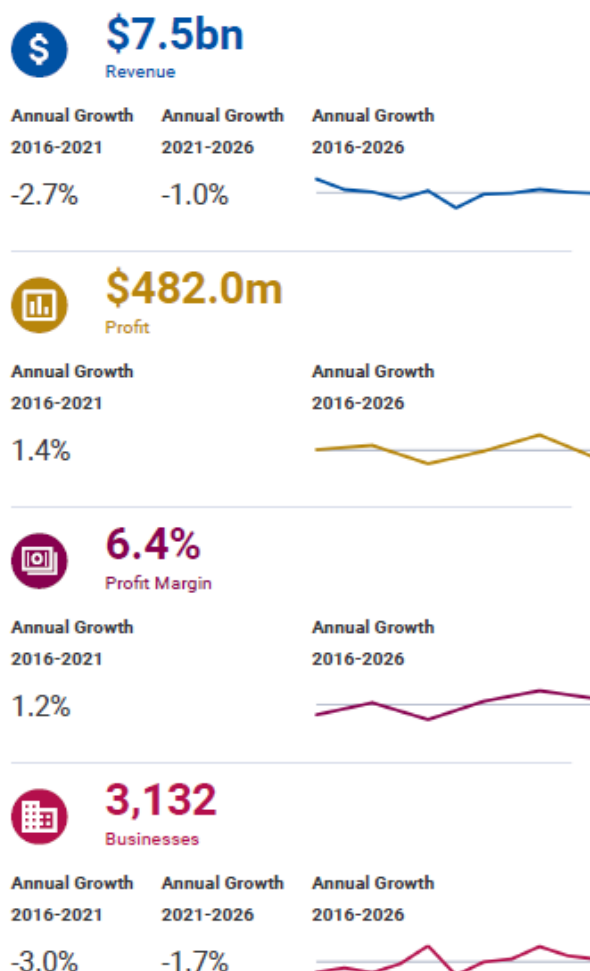 $7.5bn
Revenue
Annual Growth Annual Growth Annual Growth
2016-2021 2021-2026 2016-2026
-2.7% -1.0%
$482.0m
Profit
Annual Growth Annual Growth
2016-2021 2016-2026
1.4%
6.4%
Profit Margin
Annual Growth Annual Growth
2016-2021 2016-2026
1.2%
3,132
Businesses
Annual Growth Annual Growth Annual Growth
2016-2021 2021-2026 2016-2026
-3.0% -1.7%